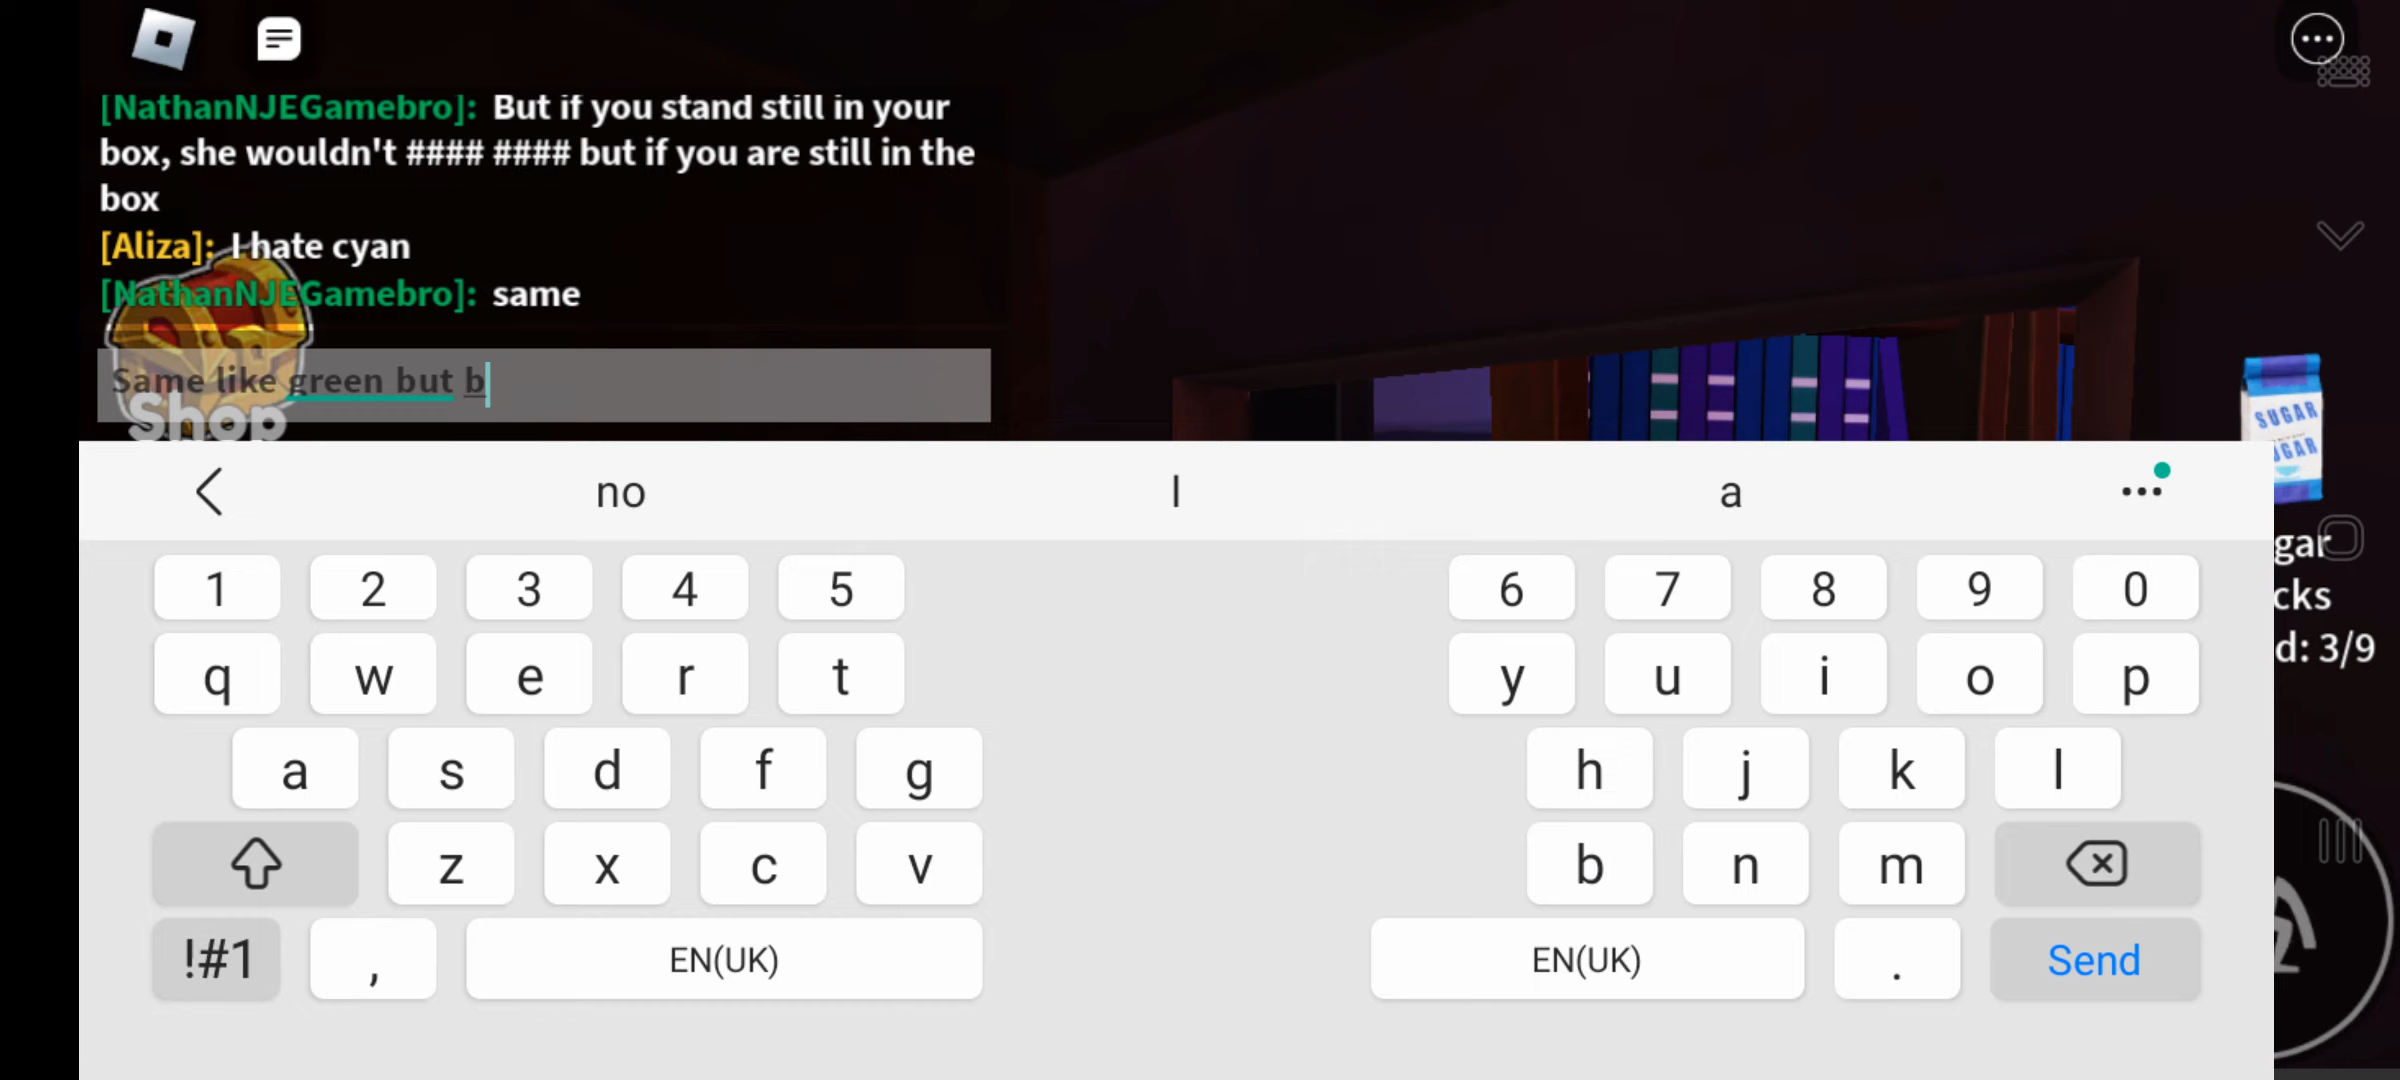 [NathanNJEGamebro]: But if you stand still in your
box, she wouldn't #### #### but if you are still in the
box
[Aliza]: I hate cyan
[NathanNJEGamebro]: same
Same like green but b
Shop
SUGAR
SUGAR
gar
cks
d: 3/9
no I a
1 2 3 4 5 6 7 8 9 0
q w e r t y u i o p
a s d f g h j k l
z x c v b n m
!#1 , EN(UK) EN(UK) . Send